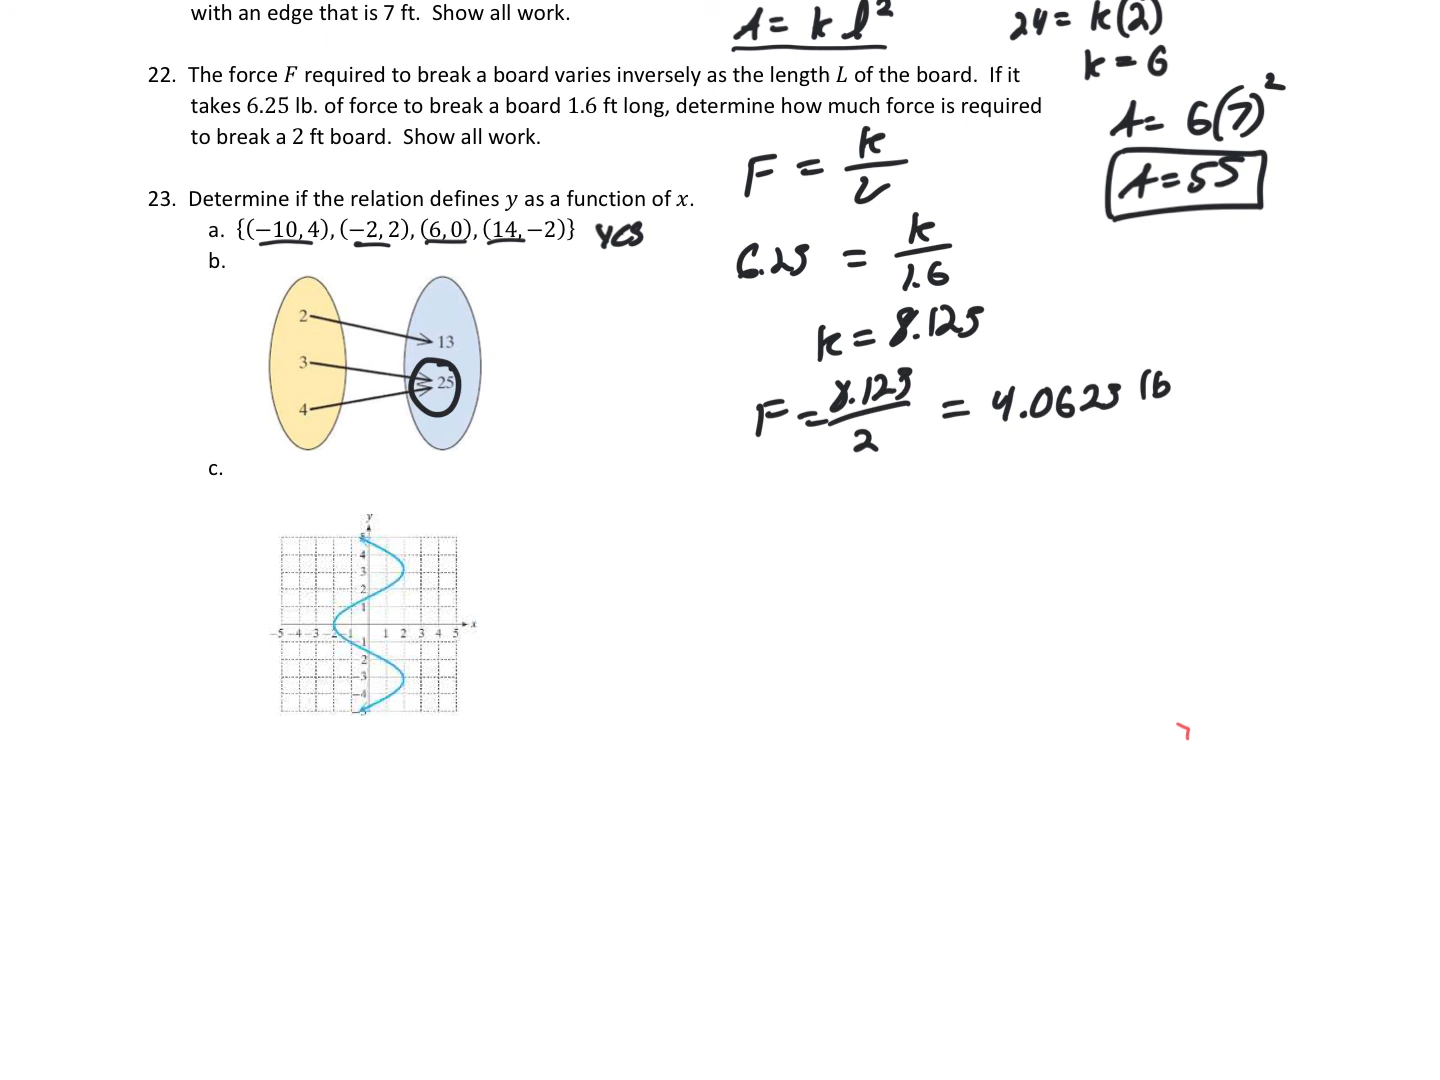 with an edge that is 7 ft. Show all work.
A = k l²
24 = k(2)
k = 6
A = 6(7)²
A = 55
22. The force F required to break a board varies inversely as the length L of the board. If it
takes 6.25 lb. of force to break a board 1.6 ft long, determine how much force is required
to break a 2 ft board. Show all work.
F = k/L
6.25 = k/1.6
k = 8.125
F = 8.125/2 = 4.0625 lb
23. Determine if the relation defines y as a function of x.
a. {(−10, 4), (−2, 2), (6, 0), (14, −2)} yes
b.
2
3
4
13
25
c.
y
5
4
3
2
1
-5 -4 -3 -2 -1 1 2 3 4 5 x
-1
-2
-3
-4
-5